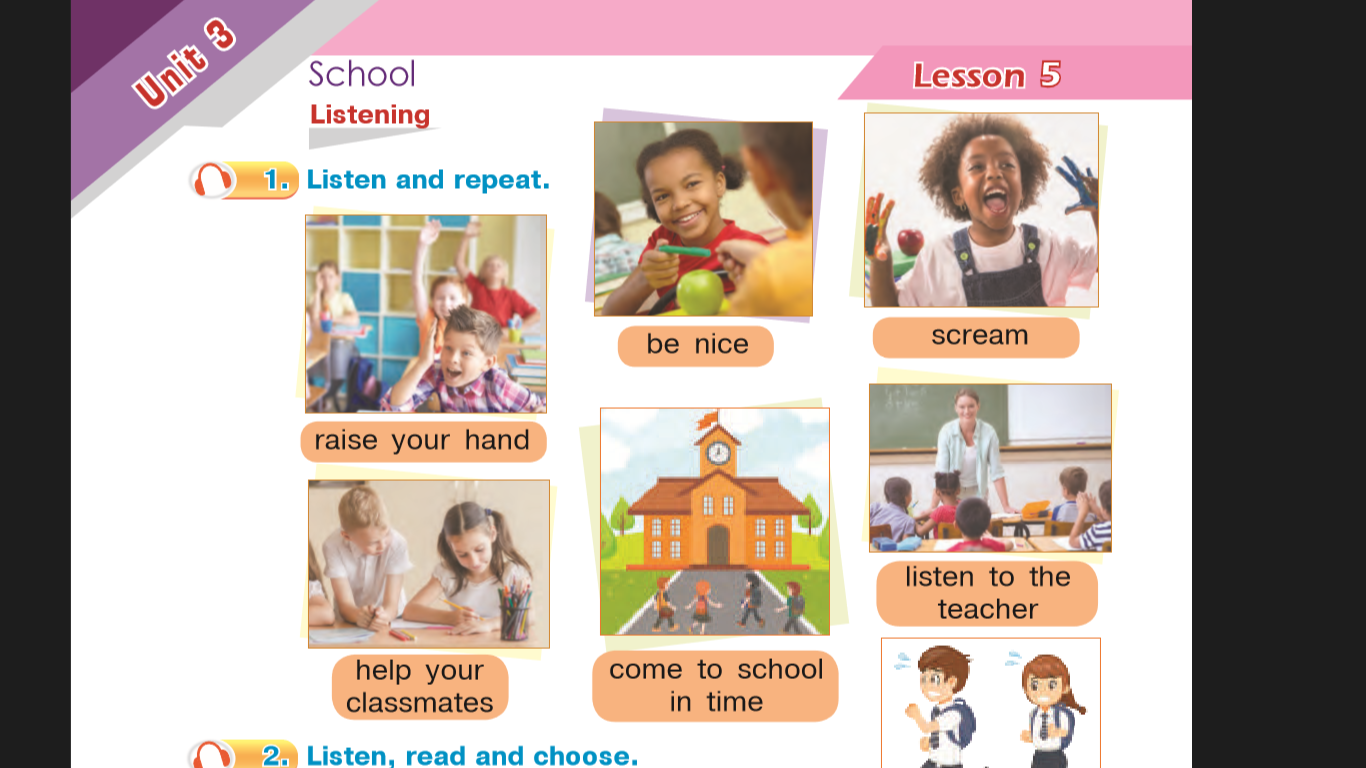 Unit 3
School
Lesson 5
Listening
1. Listen and repeat.
raise your hand
be nice
scream
help your
classmates
come to school
in time
listen to the
teacher
2. Listen, read and choose.